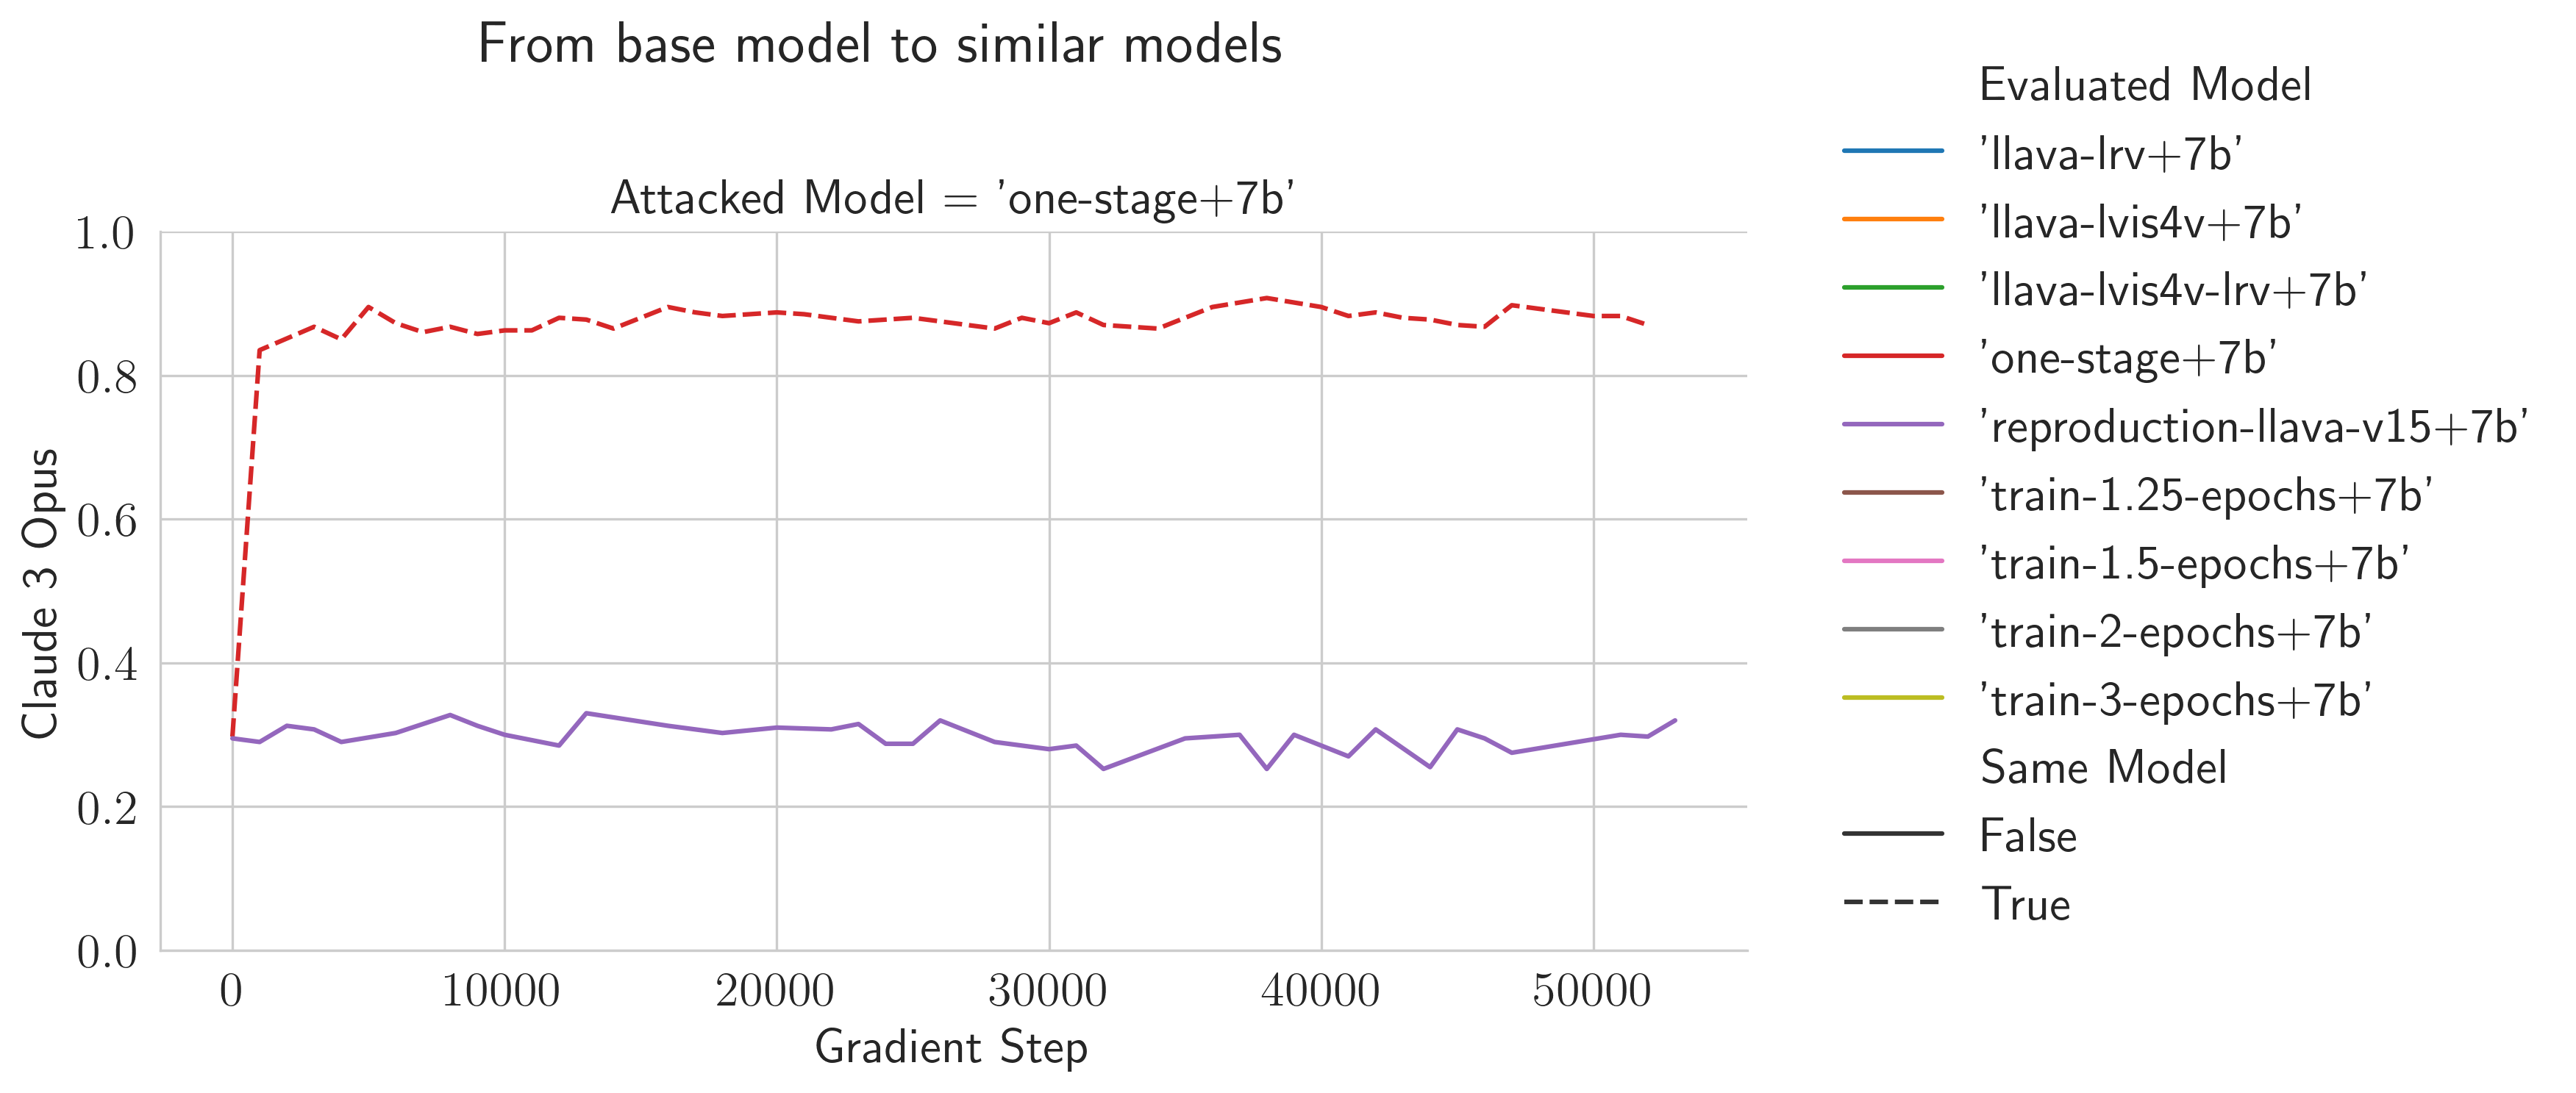 From base model to similar models
Attacked Model = 'one-stage+7b'
1.0
0.8
0.6
0.4
0.2
0.0
Claude 3 Opus
0 10000 20000 30000 40000 50000
Gradient Step
Evaluated Model
'llava-lrv+7b'
'llava-lvis4v+7b'
'llava-lvis4v-lrv+7b'
'one-stage+7b'
'reproduction-llava-v15+7b'
'train-1.25-epochs+7b'
'train-1.5-epochs+7b'
'train-2-epochs+7b'
'train-3-epochs+7b'
Same Model
False
True